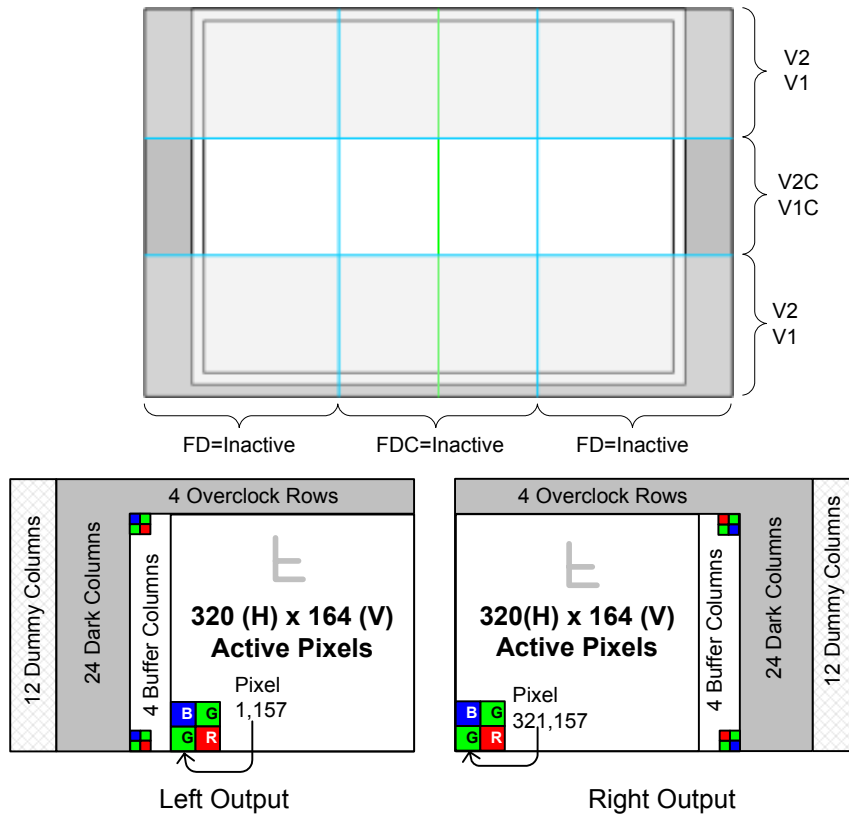 V2
V1
V2C
V1C
V2
V1
FD=Inactive
FDC=Inactive
FD=Inactive
12 Dummy Columns
24 Dark Columns
4 Overclock Rows
4 Buffer Columns
320 (H) x 164 (V)
Active Pixels
Pixel
1,157
B G
G R
Left Output
4 Overclock Rows
320(H) x 164 (V)
Active Pixels
Pixel
321,157
B G
G R
4 Buffer Columns
24 Dark Columns
12 Dummy Columns
Right Output